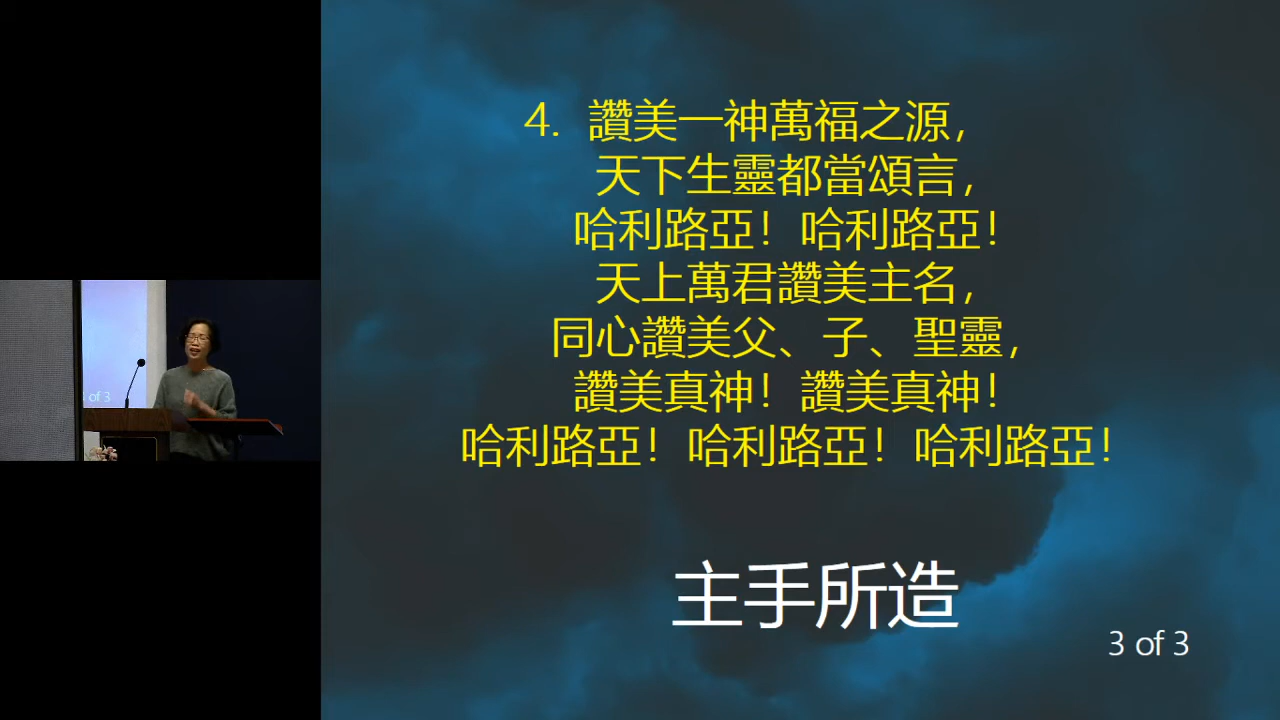 4. 讚美一神萬福之源，
天下生靈都當頌言，
哈利路亞！哈利路亞！
天上萬君讚美主名，
同心讚美父、子、聖靈，
讚美真神！讚美真神！
哈利路亞！哈利路亞！哈利路亞！
主手所造
3 of 3
of 3